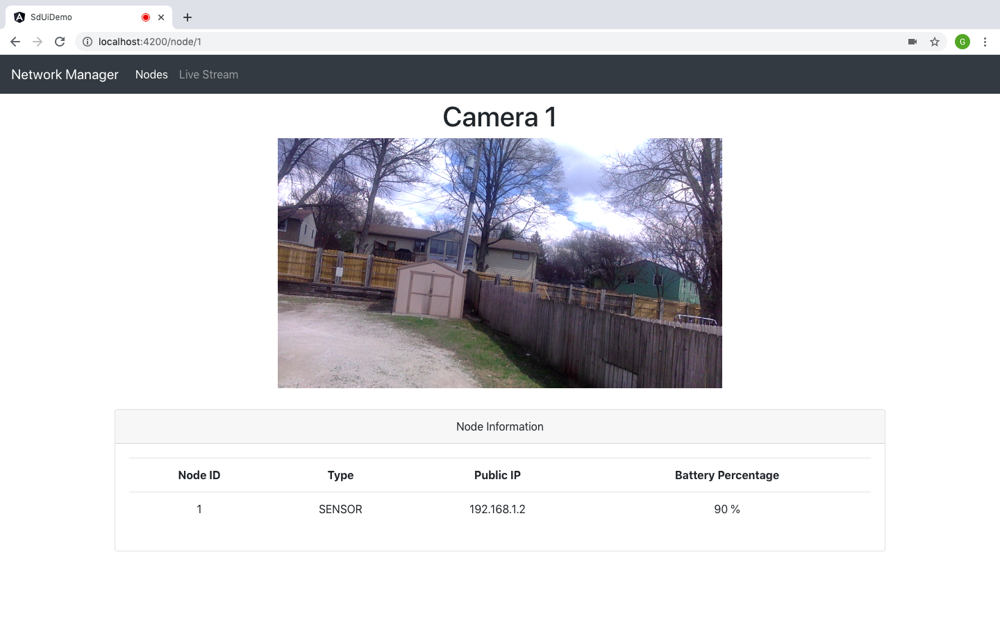 SdUiDemo
localhost:4200/node/1
G
Network Manager Nodes Live Stream
Camera 1
Node Information
Node ID Type Public IP Battery Percentage
1 SENSOR 192.168.1.2 90 %